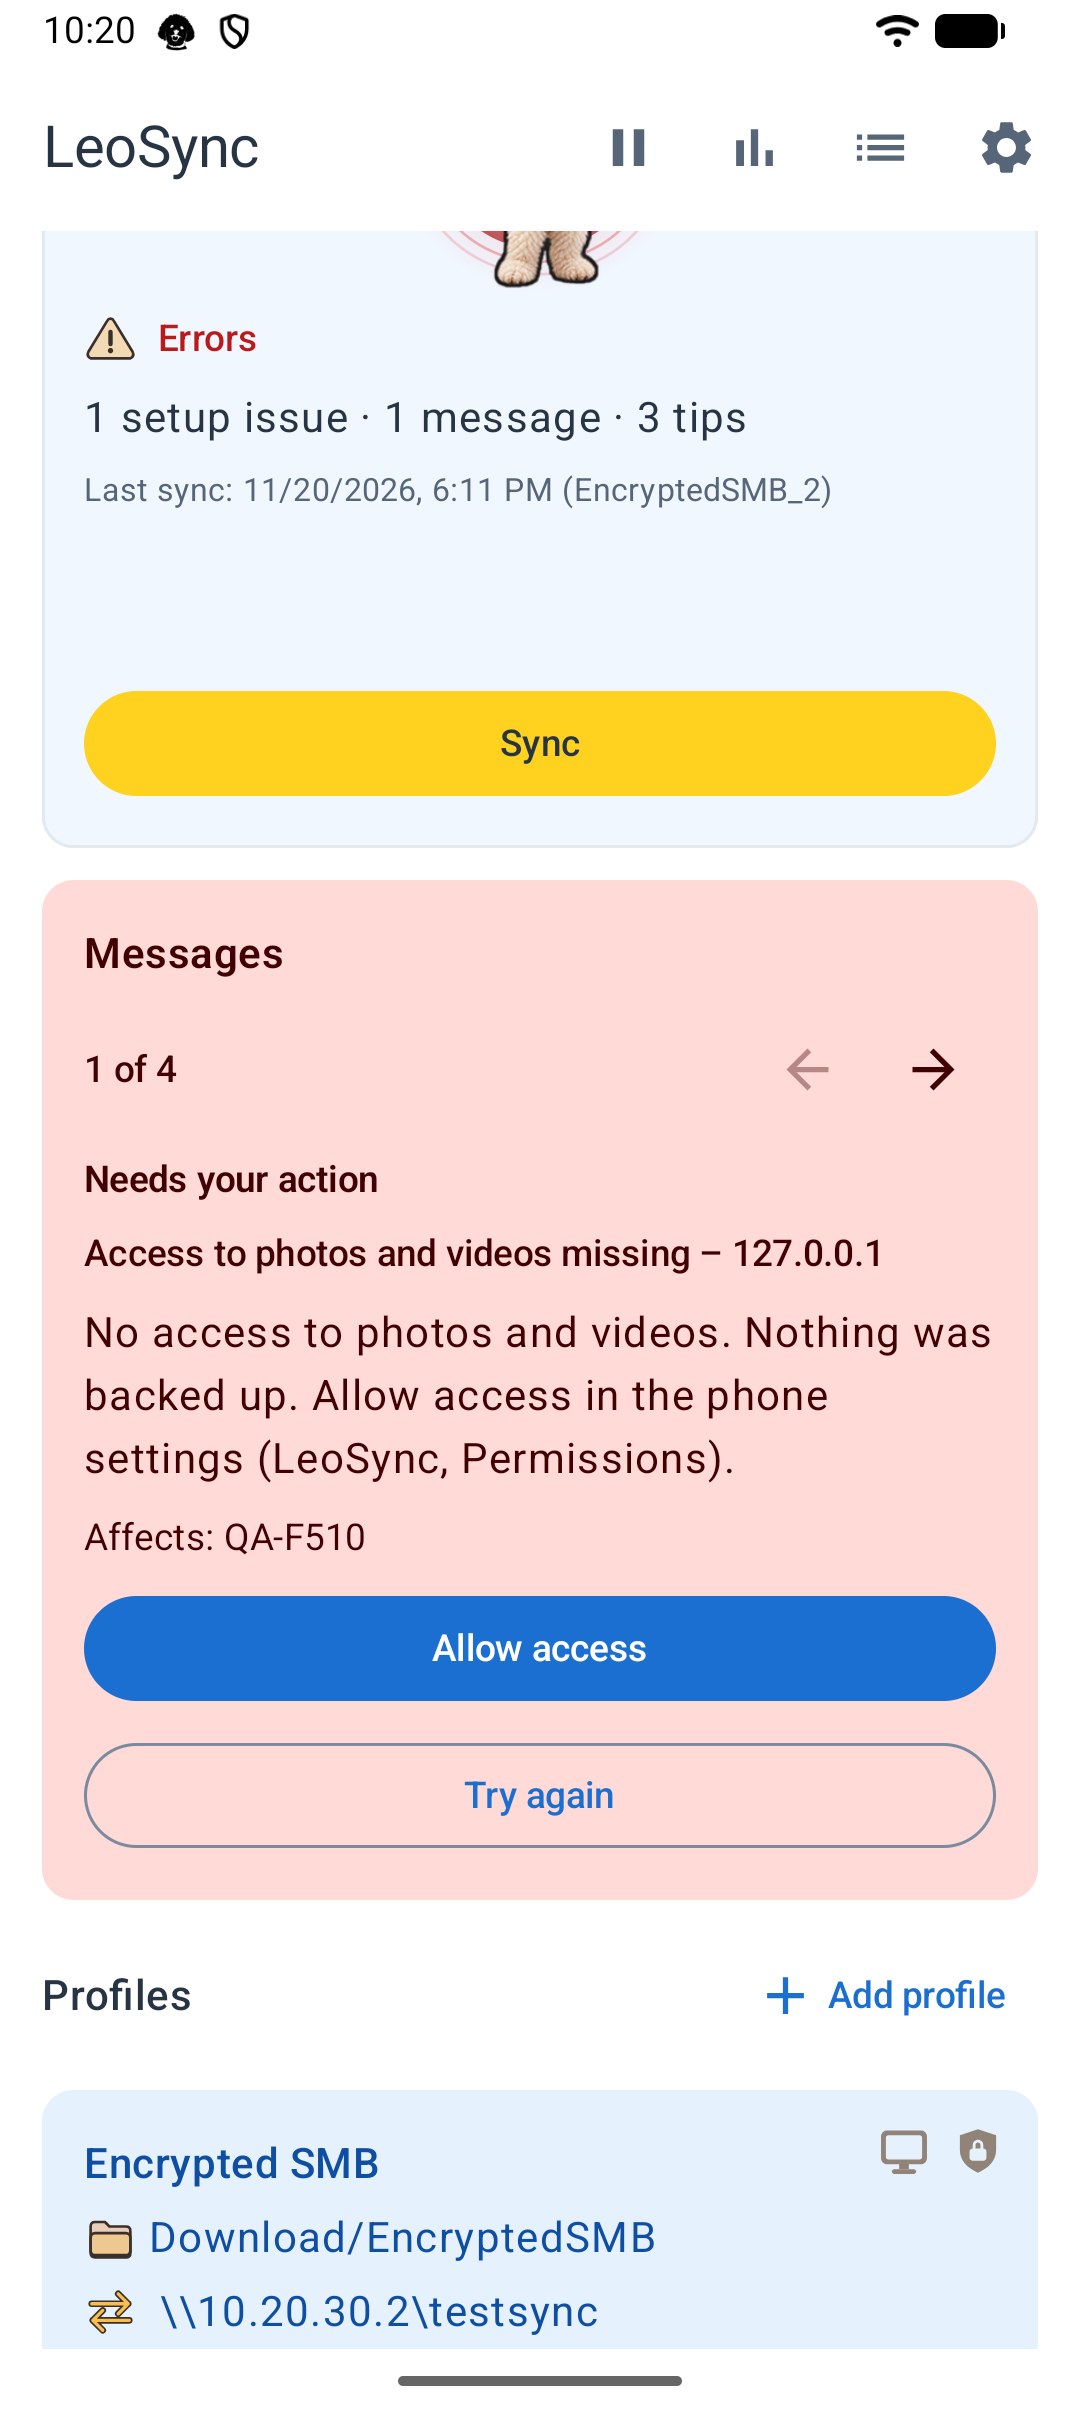 10:20
LeoSync
Errors
1 setup issue · 1 message · 3 tips
Last sync: 11/20/2026, 6:11 PM (EncryptedSMB_2)
Sync
Messages
1 of 4
Needs your action
Access to photos and videos missing – 127.0.0.1
No access to photos and videos. Nothing was
backed up. Allow access in the phone
settings (LeoSync, Permissions).
Affects: QA-F510
Allow access
Try again
Profiles
Add profile
Encrypted SMB
Download/EncryptedSMB
\\10.20.30.2\testsync